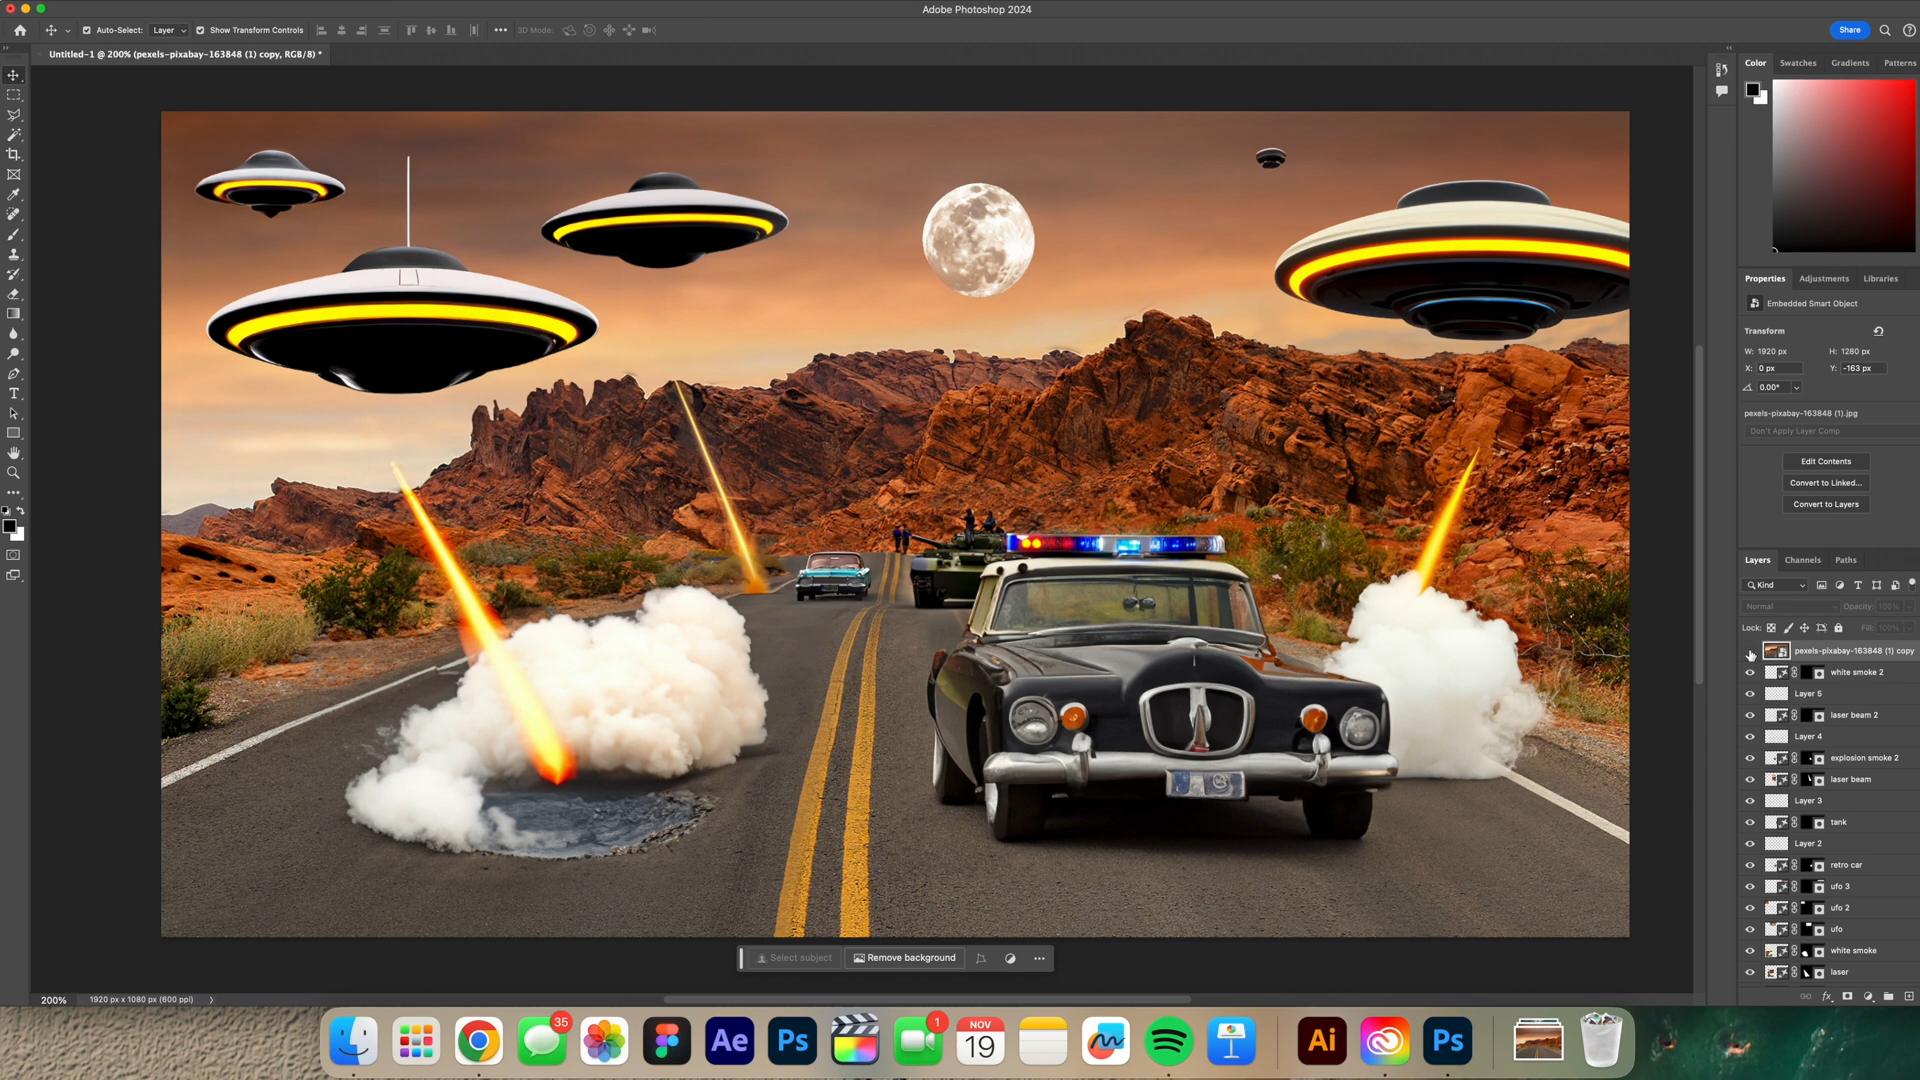 Adobe Photoshop 2024
Auto-Select: Layer Show Transform Controls 3D Mode: Share
Untitled-1 @ 200% (pexels-pixabay-163848 (1) copy, RGB/8) *
Color Swatches Gradients Patterns
Properties Adjustments Libraries
Embedded Smart Object
Transform
W: 1920 px H: 1280 px
X: 0 px Y: -163 px
0.00°
pexels-pixabay-163848 (1).jpg
Don't Apply Layer Comp
Edit Contents
Convert to Linked...
Convert to Layers
Layers Channels Paths
Kind
Normal Opacity: 100%
Lock: Fill: 100%
pexels-pixabay-163848 (1) copy
white smoke 2
Layer 5
laser beam 2
Layer 4
explosion smoke 2
laser beam
Layer 3
tank
Layer 2
retro car
ufo 3
ufo 2
ufo
white smoke
laser
Select subject Remove background
200% 1920 px x 1080 px (600 ppi)
35
1
NOV
19
Ae
Ps
Ai
Ps
fx